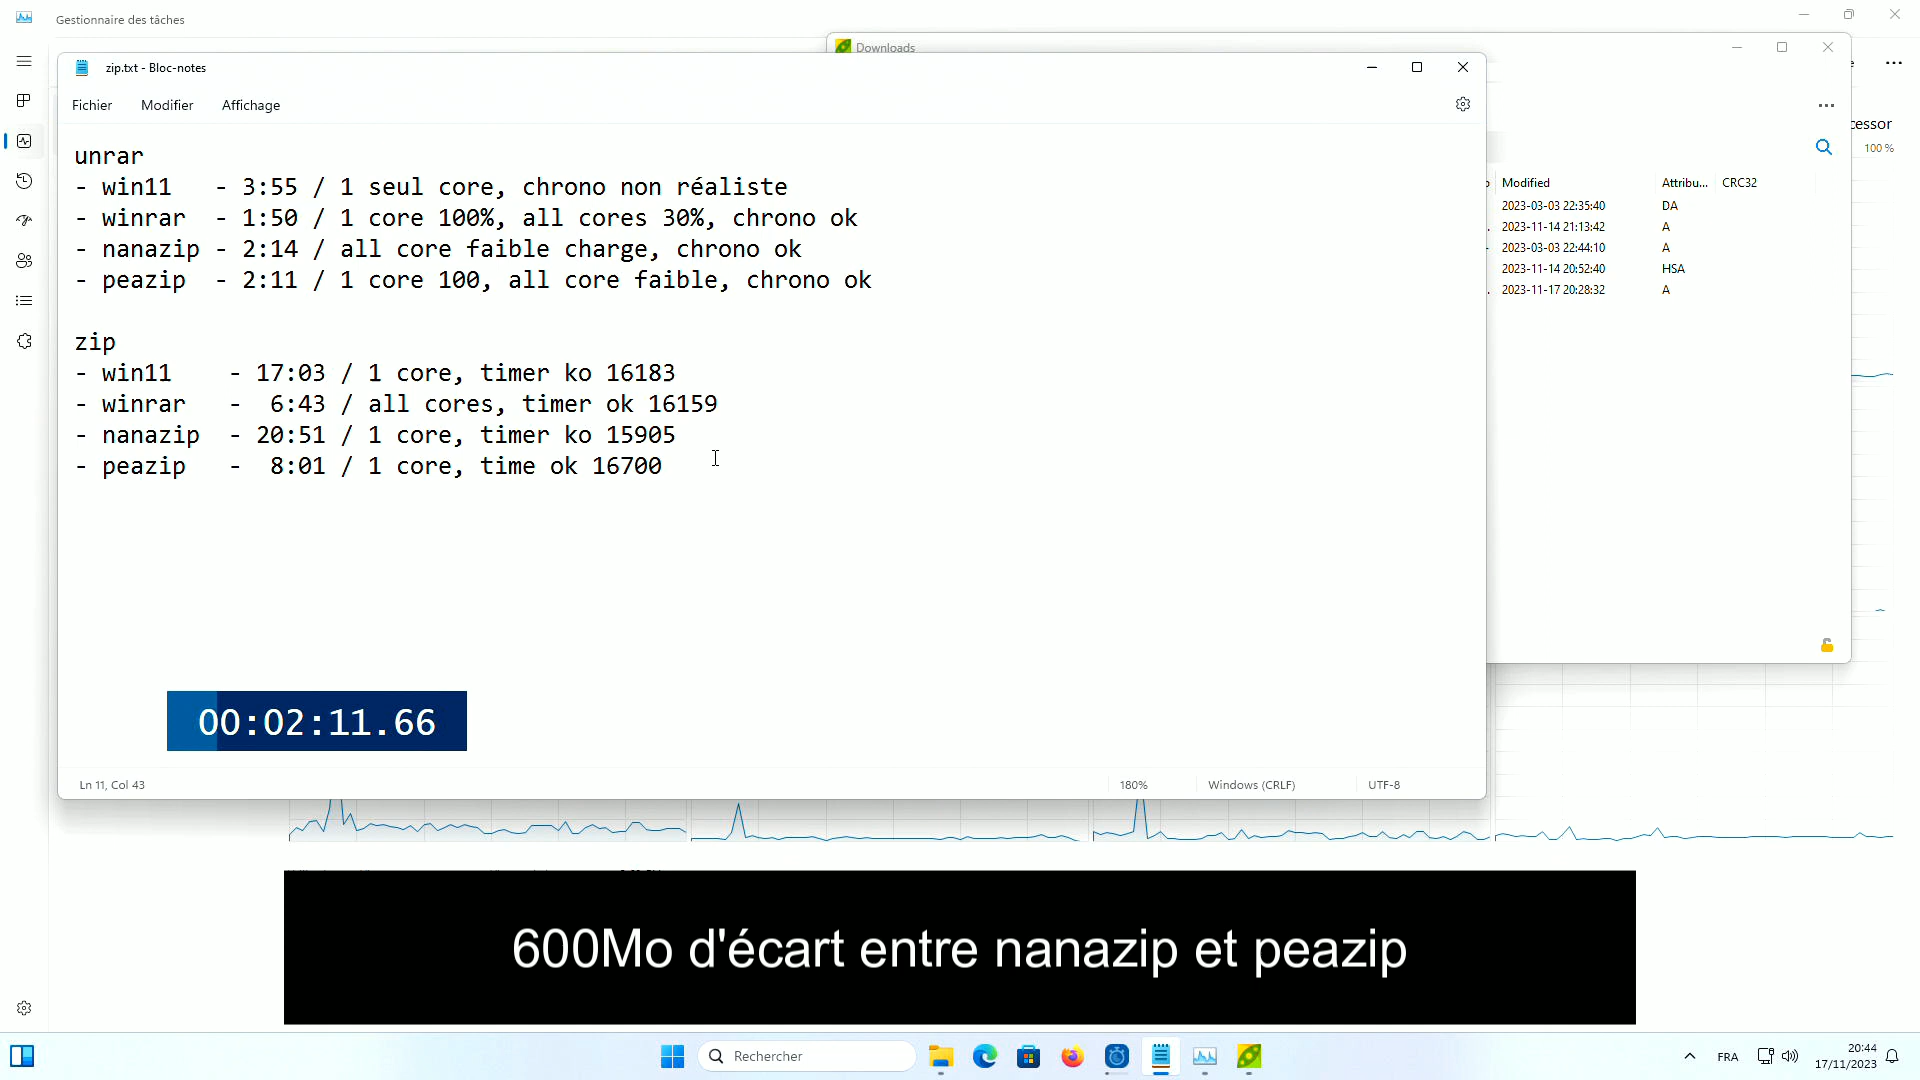 Gestionnaire des tâches
Downloads
zip.txt - Bloc-notes
Fichier Modifier Affichage
unrar
- win11 - 3:55 / 1 seul core, chrono non réaliste
- winrar - 1:50 / 1 core 100%, all cores 30%, chrono ok
- nanazip - 2:14 / all core faible charge, chrono ok
- peazip - 2:11 / 1 core 100, all core faible, chrono ok
zip
- win11 - 17:03 / 1 core, timer ko 16183
- winrar - 6:43 / all cores, timer ok 16159
- nanazip - 20:51 / 1 core, timer ko 15905
- peazip - 8:01 / 1 core, time ok 16700
00:02:11.66
Ln 11, Col 43 180% Windows (CRLF) UTF-8
cessor
100 %
Modified Attribu... CRC32
2023-03-03 22:35:40 DA
2023-11-14 21:13:42 A
2023-03-03 22:44:10 A
2023-11-14 20:52:40 HSA
2023-11-17 20:28:32 A
600Mo d'écart entre nanazip et peazip
Rechercher
FRA
20:44
17/11/2023